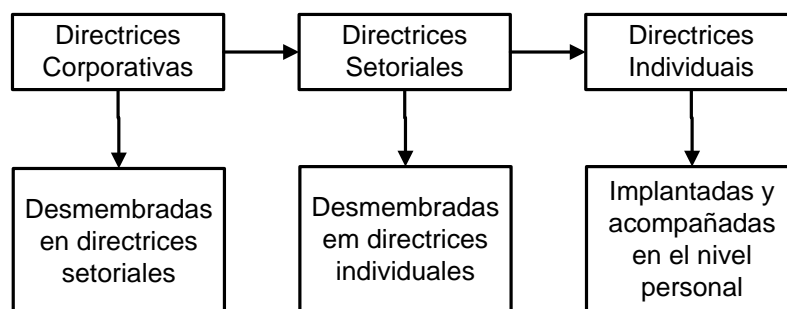 Directrices
Corporativas
Directrices
Setoriales
Directrices
Individuais
Desmembradas
en directrices
setoriales
Desmembradas
em directrices
individuales
Implantadas y
acompañadas
en el nivel
personal